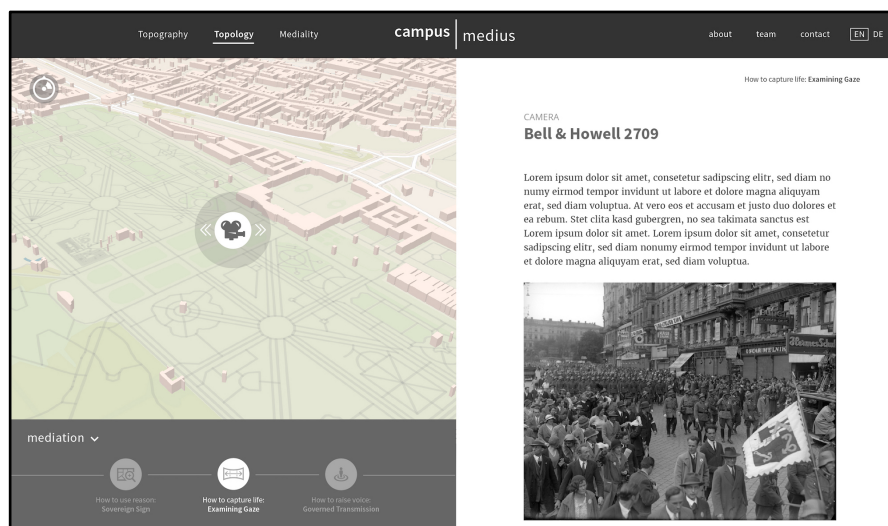 Topography Topology Mediality campus medius about team contact EN DE
How to capture life: Examining Gaze
CAMERA
Bell & Howell 2709
Lorem ipsum dolor sit amet, consetetur sadipscing elitr, sed diam no
numy eirmod tempor invidunt ut labore et dolore magna aliquyam
erat, sed diam voluptua. At vero eos et accusam et justo duo dolores et
ea rebum. Stet clita kasd gubergren, no sea takimata sanctus est
Lorem ipsum dolor sit amet. Lorem ipsum dolor sit amet, consetetur
sadipscing elitr, sed diam nonumy eirmod tempor invidunt ut labore
et dolore magna aliquyam erat, sed diam voluptua.
mediation
How to use reason:
Sovereign Sign
How to capture life:
Examining Gaze
How to raise voice:
Governed Transmission